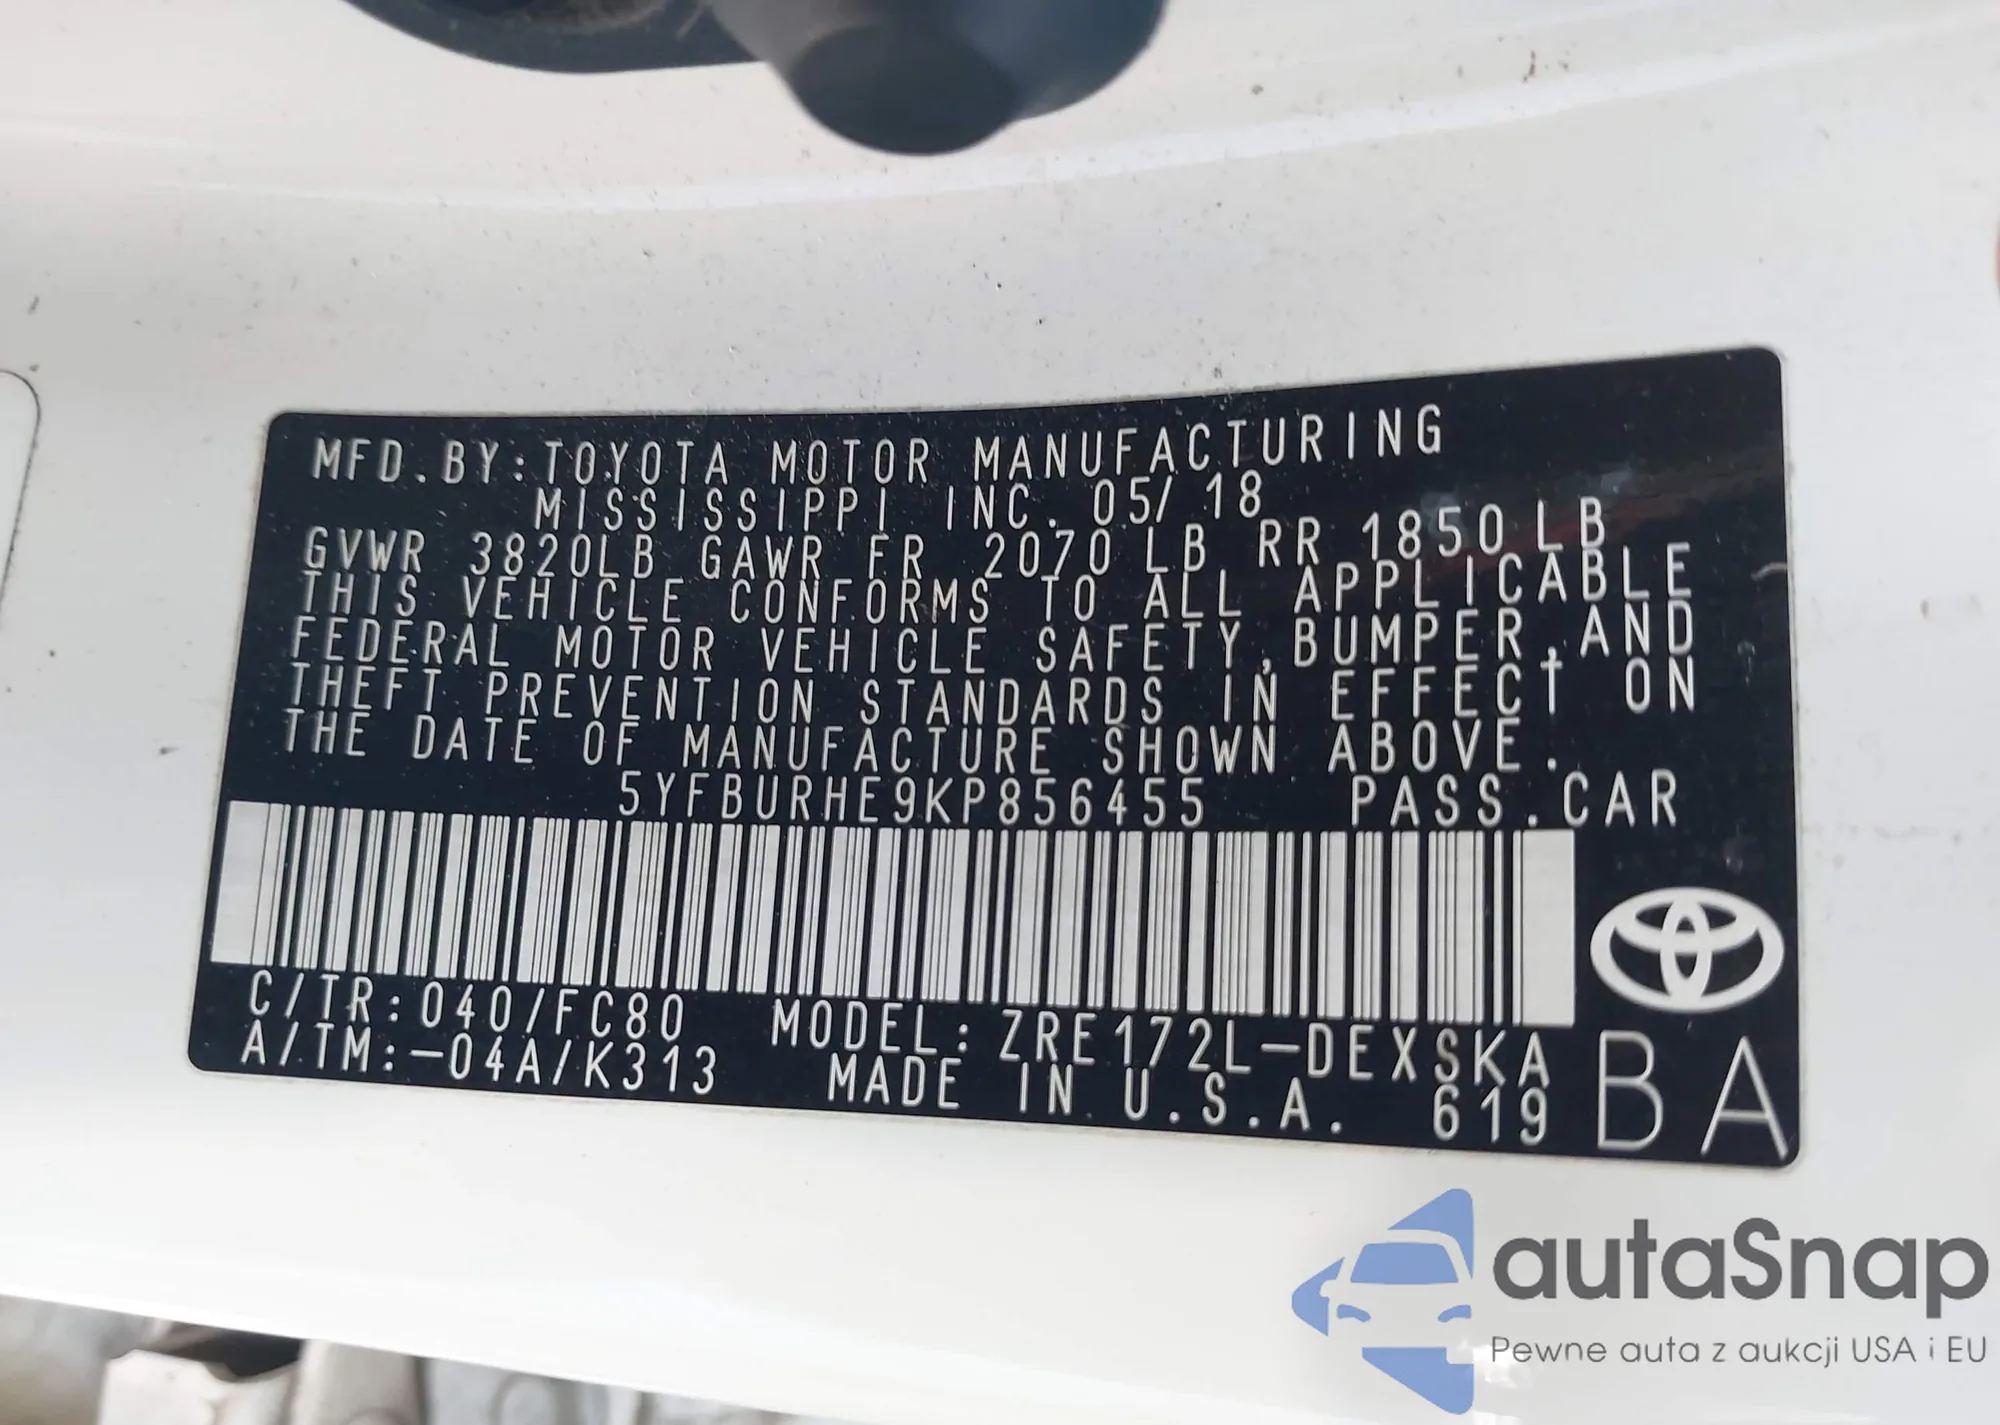 MFD.BY:TOYOTA MOTOR MANUFACTURING
MISSISSIPPI INC. 05/18
GVWR 3820LB GAWR FR 2070 LB RR 1850 LB
THIS VEHICLE CONFORMS TO ALL APPLICABLE
FEDERAL MOTOR VEHICLE SAFETY, BUMPER, AND
THEFT PREVENTION STANDARDS IN EFFECT ON
THE DATE OF MANUFACTURE SHOWN ABOVE.
5YFBURHE9KP856455 PASS.CAR
C/TR:040/FC80 MODEL:ZRE172L-DEXSKA
A/TM:-04A/K313 MADE IN U.S.A. 619
BA
autaSnap
Pewne auta z aukcji USA i EU